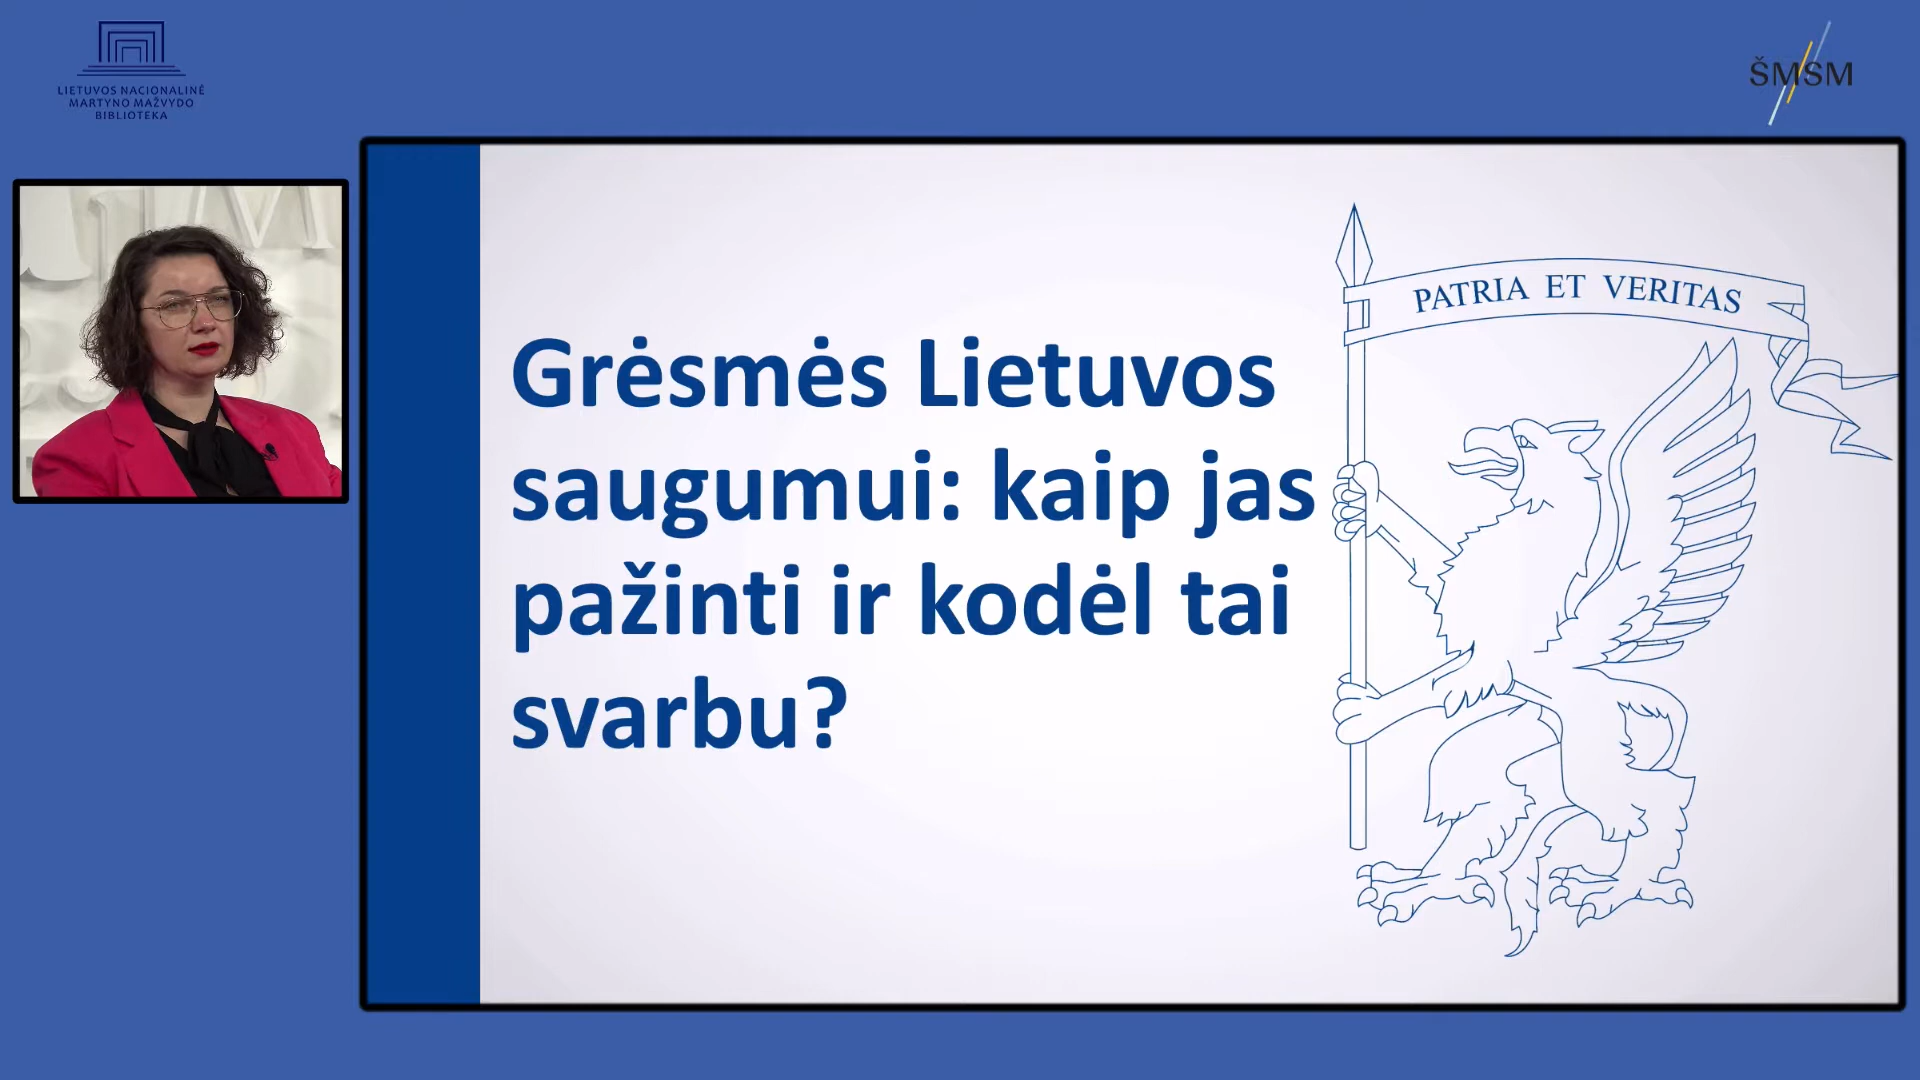 LIETUVOS NACIONALINĖ
MARTYNO MAŽVYDO
BIBLIOTEKA
ŠMSM
PATRIA ET VERITAS
Grėsmės Lietuvos
saugumui: kaip jas
pažinti ir kodėl tai
svarbu?